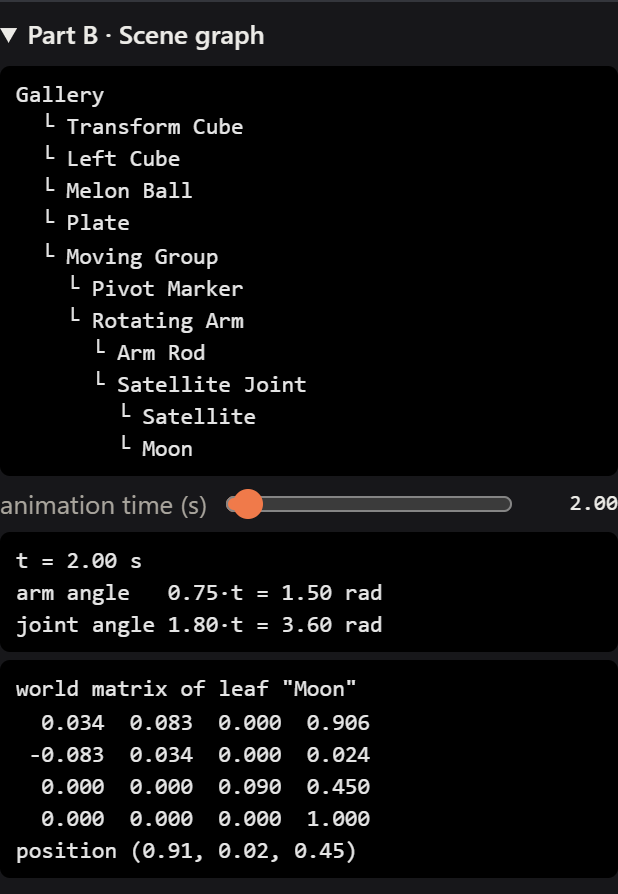 ▼ Part B · Scene graph
Gallery
└ Transform Cube
└ Left Cube
└ Melon Ball
└ Plate
└ Moving Group
└ Pivot Marker
└ Rotating Arm
└ Arm Rod
└ Satellite Joint
└ Satellite
└ Moon
animation time (s) 2.00
t = 2.00 s
arm angle 0.75·t = 1.50 rad
joint angle 1.80·t = 3.60 rad
world matrix of leaf "Moon"
0.034 0.083 0.000 0.906
-0.083 0.034 0.000 0.024
0.000 0.000 0.090 0.450
0.000 0.000 0.000 1.000
position (0.91, 0.02, 0.45)